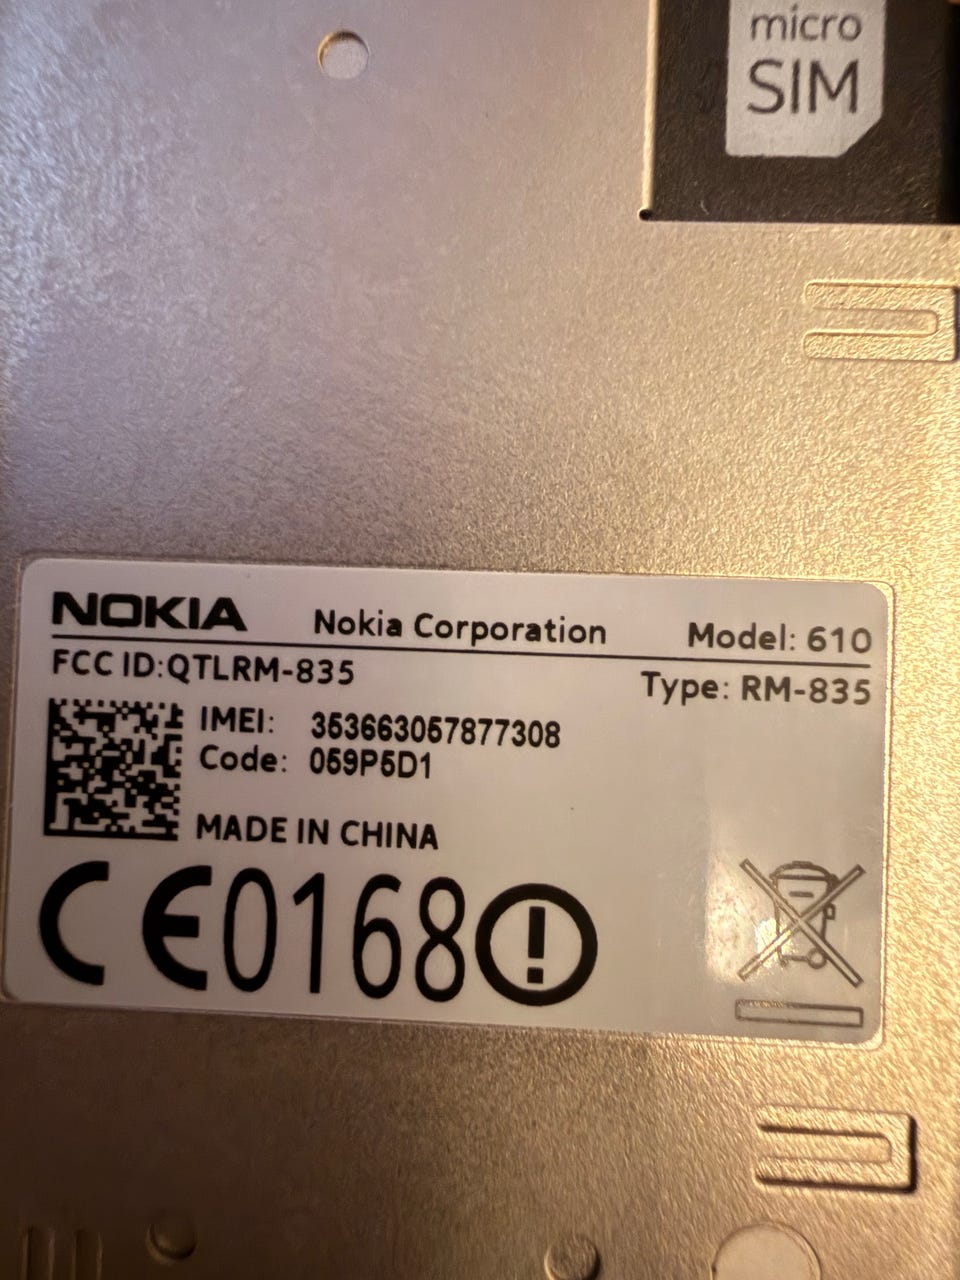 micro
SIM
NOKIA Nokia Corporation Model: 610
FCC ID:QTLRM-835 Type: RM-835
IMEI: 353663057877308
Code: 059P5D1
MADE IN CHINA
CE0168